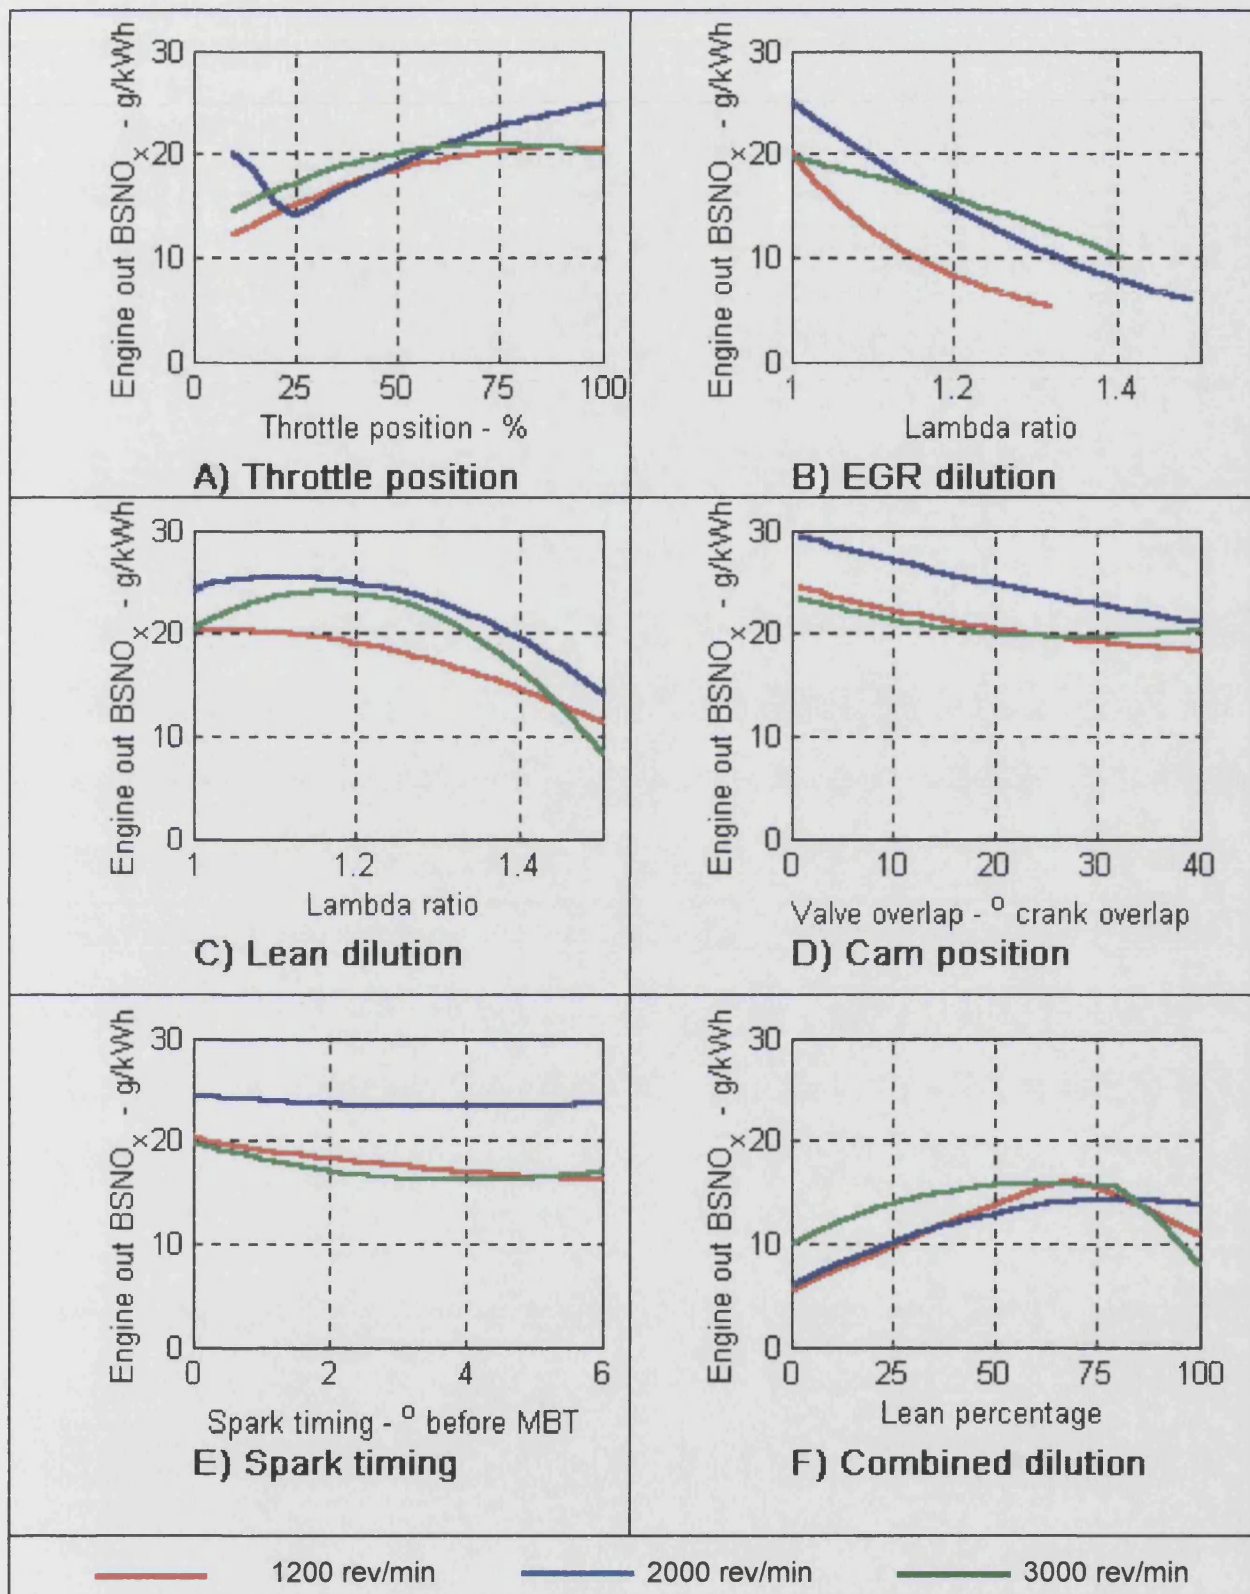 Engine out BSNOx - g/kWh
30
20
10
0
0 25 50 75 100
Throttle position - %
A) Throttle position
Engine out BSNOx - g/kWh
30
20
10
0
1 1.2 1.4
Lambda ratio
B) EGR dilution
Engine out BSNOx - g/kWh
30
20
10
0
1 1.2 1.4
Lambda ratio
C) Lean dilution
Engine out BSNOx - g/kWh
30
20
10
0
0 10 20 30 40
Valve overlap - ° crank overlap
D) Cam position
Engine out BSNOx - g/kWh
30
20
10
0
0 2 4 6
Spark timing - ° before MBT
E) Spark timing
Engine out BSNOx - g/kWh
30
20
10
0
0 25 50 75 100
Lean percentage
F) Combined dilution
1200 rev/min 2000 rev/min 3000 rev/min